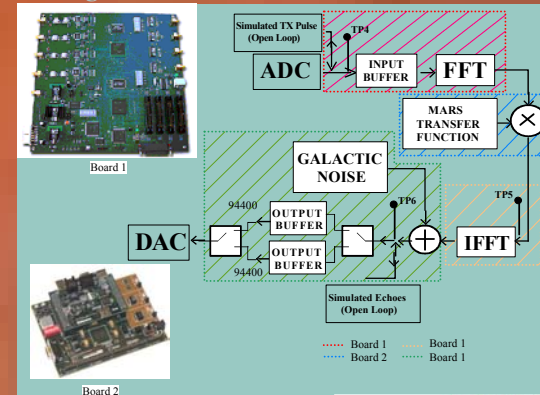 Board 1
Simulated TX Pulse
(Open Loop)
TP4
ADC
INPUT
BUFFER
FFT
MARS
TRANSFER
FUNCTION
X
GALACTIC
NOISE
TP5
TP6
94400
OUTPUT
BUFFER
OUTPUT
BUFFER
94400
DAC
+
IFFT
Simulated Echoes
(Open Loop)
Board 2
Board 1 Board 1
Board 2 Board 1